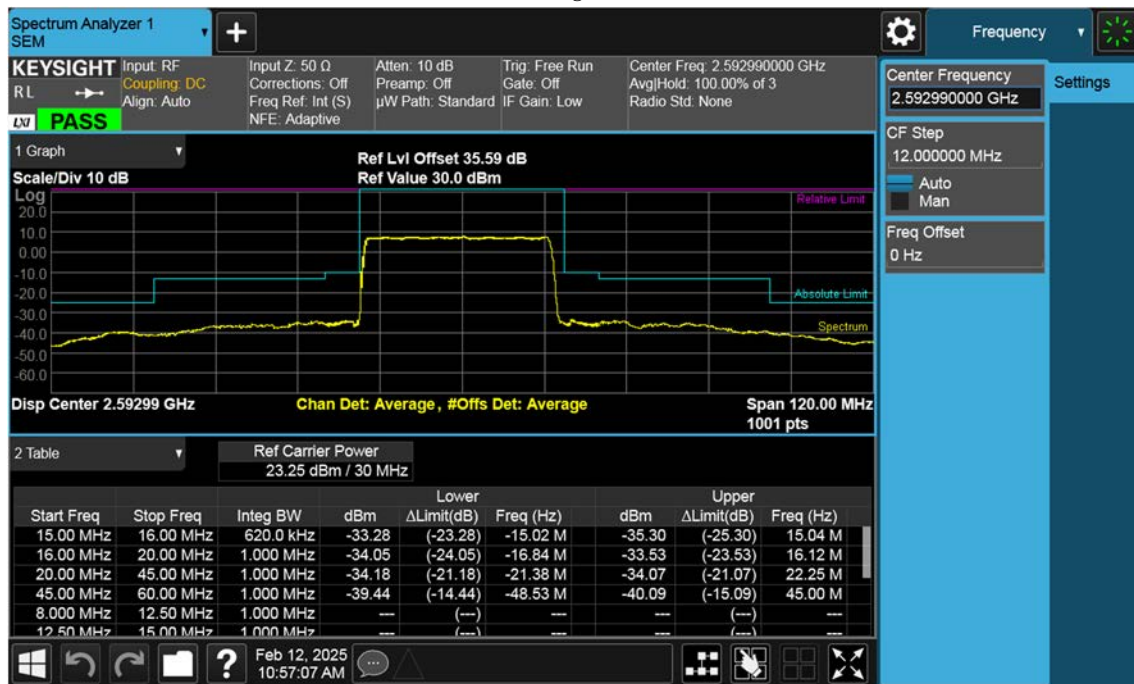 Spectrum Analyzer 1
SEM
+
Frequency
KEYSIGHT
RL
LXI PASS
Input: RF
Coupling: DC
Align: Auto
Input Z: 50 Ω
Corrections: Off
Freq Ref: Int (S)
NFE: Adaptive
Atten: 10 dB
Preamp: Off
µW Path: Standard
Trig: Free Run
Gate: Off
IF Gain: Low
Center Freq: 2.592990000 GHz
Avg|Hold: 100.00% of 3
Radio Std: None
Center Frequency
2.592990000 GHz
Settings
CF Step
12.000000 MHz
Auto
Man
Freq Offset
0 Hz
1 Graph
Scale/Div 10 dB
Ref Lvl Offset 35.59 dB
Ref Value 30.0 dBm
Log
20.0
10.0
0.00
-10.0
-20.0
-30.0
-40.0
-50.0
-60.0
Relative Limit
Absolute Limit
Spectrum
Disp Center 2.59299 GHz
Chan Det: Average, #Offs Det: Average
Span 120.00 MHz
1001 pts
2 Table
Ref Carrier Power
23.25 dBm / 30 MHz
Lower Upper
Start Freq Stop Freq Integ BW dBm ΔLimit(dB) Freq (Hz) dBm ΔLimit(dB) Freq (Hz)
15.00 MHz 16.00 MHz 620.0 kHz -33.28 (-23.28) -15.02 M -35.30 (-25.30) 15.04 M
16.00 MHz 20.00 MHz 1.000 MHz -34.05 (-24.05) -16.84 M -33.53 (-23.53) 16.12 M
20.00 MHz 45.00 MHz 1.000 MHz -34.18 (-21.18) -21.38 M -34.07 (-21.07) 22.25 M
45.00 MHz 60.00 MHz 1.000 MHz -39.44 (-14.44) -48.53 M -40.09 (-15.09) 45.00 M
8.000 MHz 12.50 MHz 1.000 MHz --- (---) --- --- (---) ---
12.50 MHz 15.00 MHz 1.000 MHz --- (---) --- --- (---) ---
?
Feb 12, 2025
10:57:07 AM